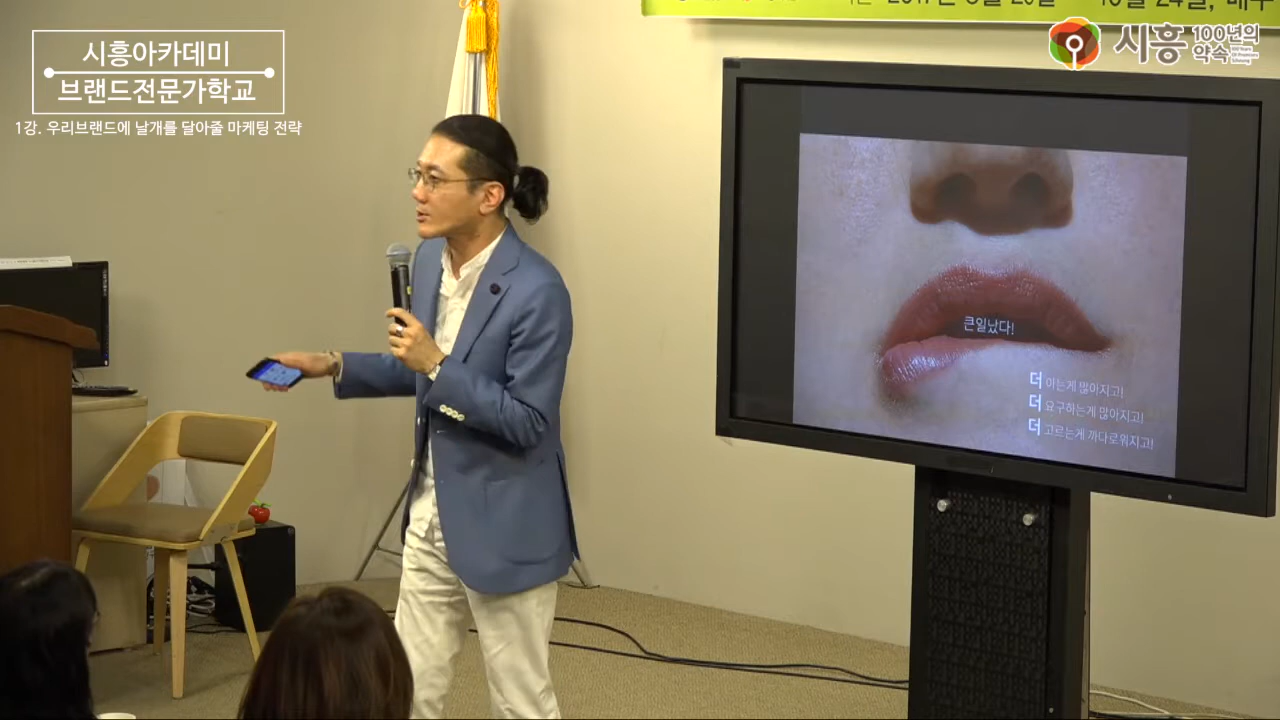 시흥아카데미
브랜드전문가학교
1강. 우리브랜드에 날개를 달아줄 마케팅 전략
시흥 100년의
약속
큰일났다!
더 아는게 많아지고!
더 요구하는게 많아지고!
더 고르는게 까다로워지고!